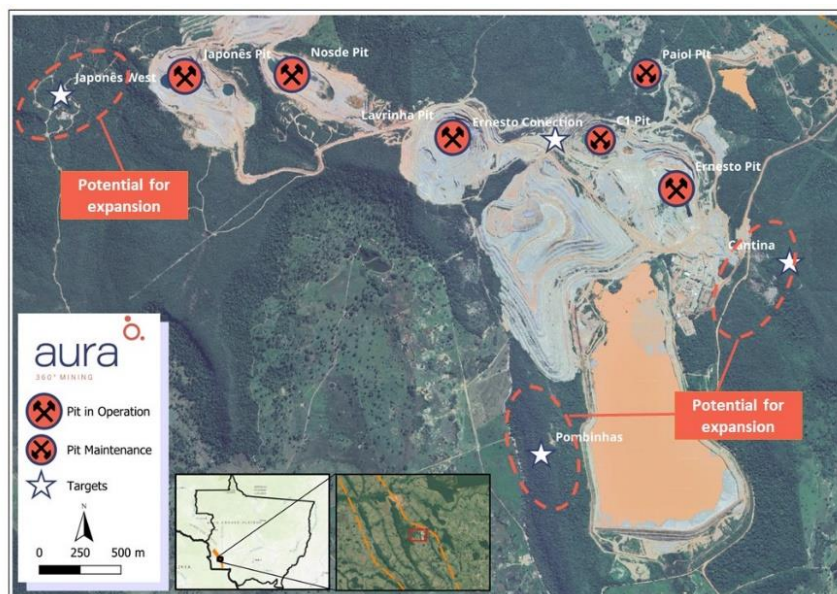 Japonês West
Japonês Pit
Nosde Pit
Paiol Pit
Lavrinha Pit
Ernesto Conection
C1 Pit
Ernesto Pit
Potential for
expansion
Cantina
Potential for
expansion
Pombinhas
aura
360° MINING
Pit in Operation
Pit Maintenance
Targets
N
0 250 500 m